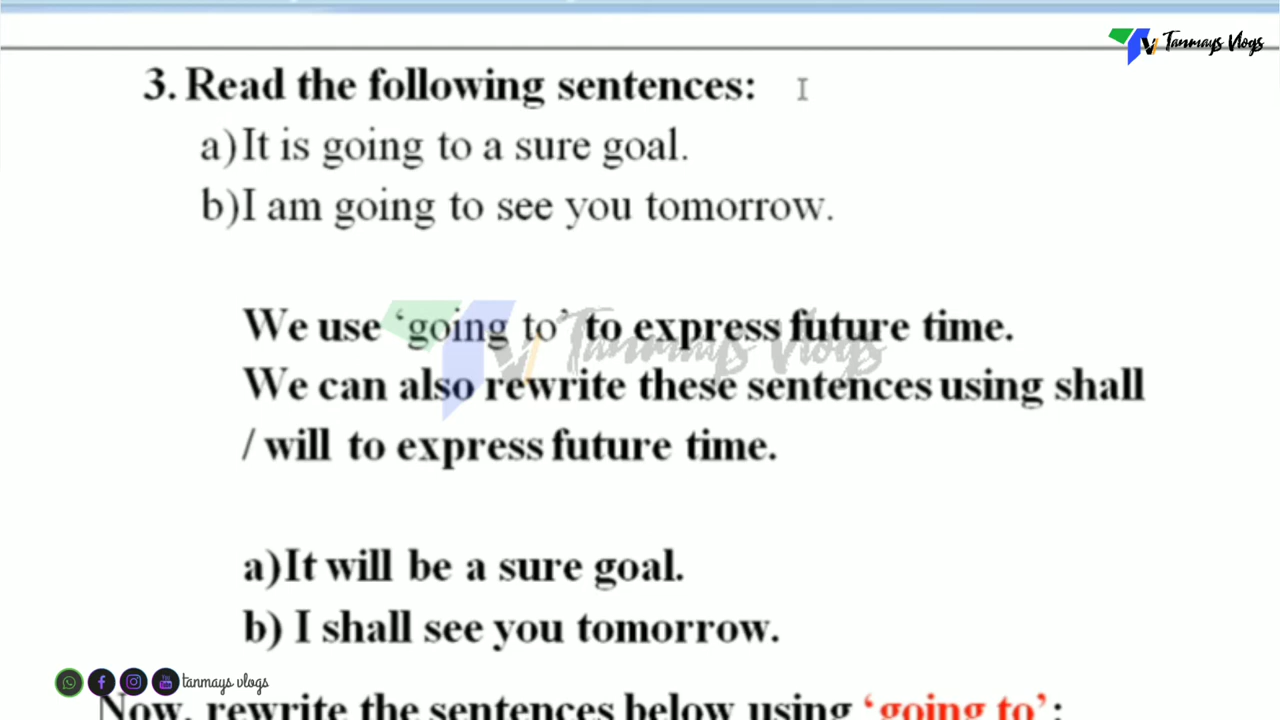 Tanmays Vlogs
3. Read the following sentences:
a) It is going to a sure goal.
b) I am going to see you tomorrow.
We use ‘going to’ to express future time.
Tanmays Vlogs
We can also rewrite these sentences using shall
/ will to express future time.
a) It will be a sure goal.
b) I shall see you tomorrow.
tanmays vlogs
Now, rewrite the sentences below using ‘going to’: